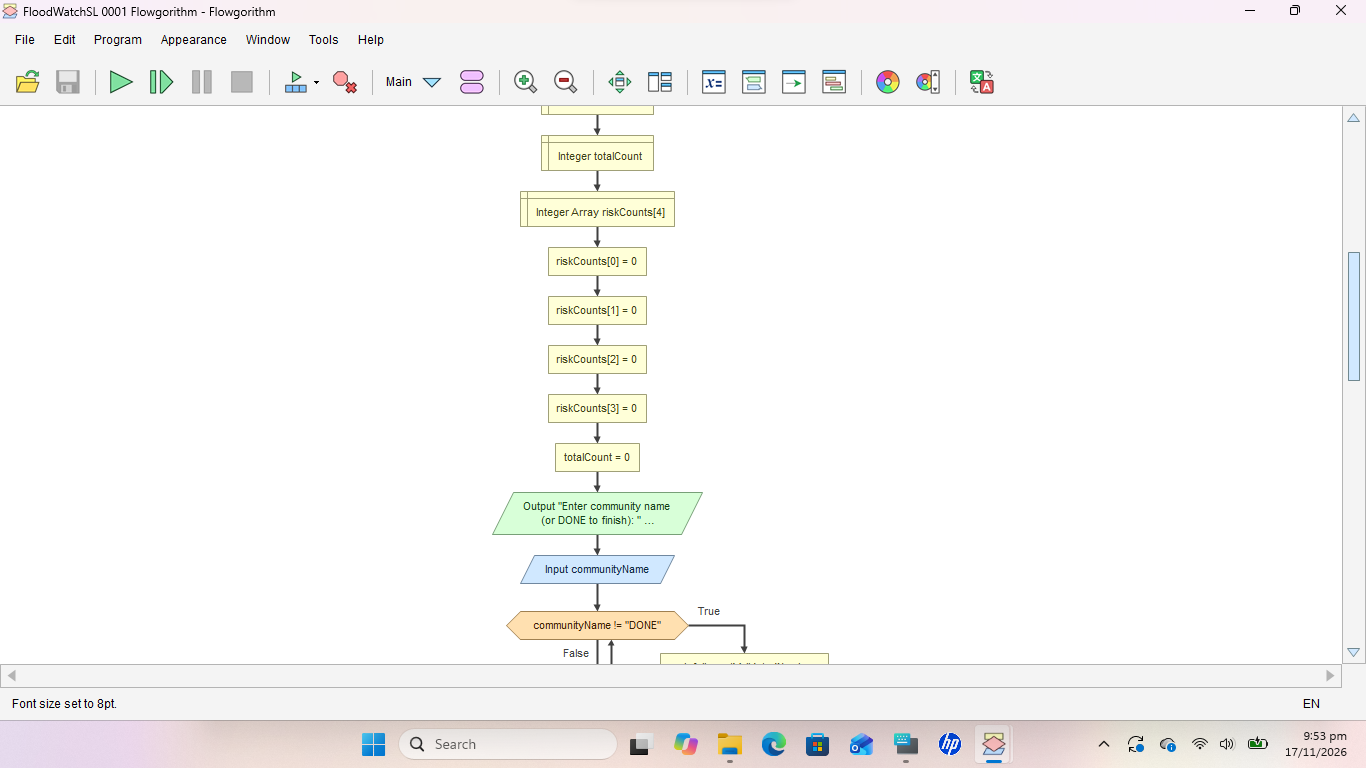 FloodWatchSL 0001 Flowgorithm - Flowgorithm
File Edit Program Appearance Window Tools Help
Main
Integer totalCount
Integer Array riskCounts[4]
riskCounts[0] = 0
riskCounts[1] = 0
riskCounts[2] = 0
riskCounts[3] = 0
totalCount = 0
Output "Enter community name
(or DONE to finish): " ...
Input communityName
True
communityName != "DONE"
False
Font size set to 8pt.
EN
Search
9:53 pm
17/11/2026